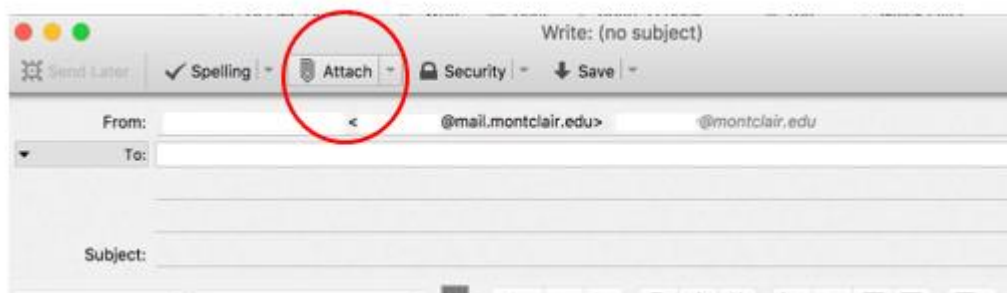 Write: (no subject)
Send Later Spelling Attach Security Save
From: < @mail.montclair.edu> @montclair.edu
To:
Subject: